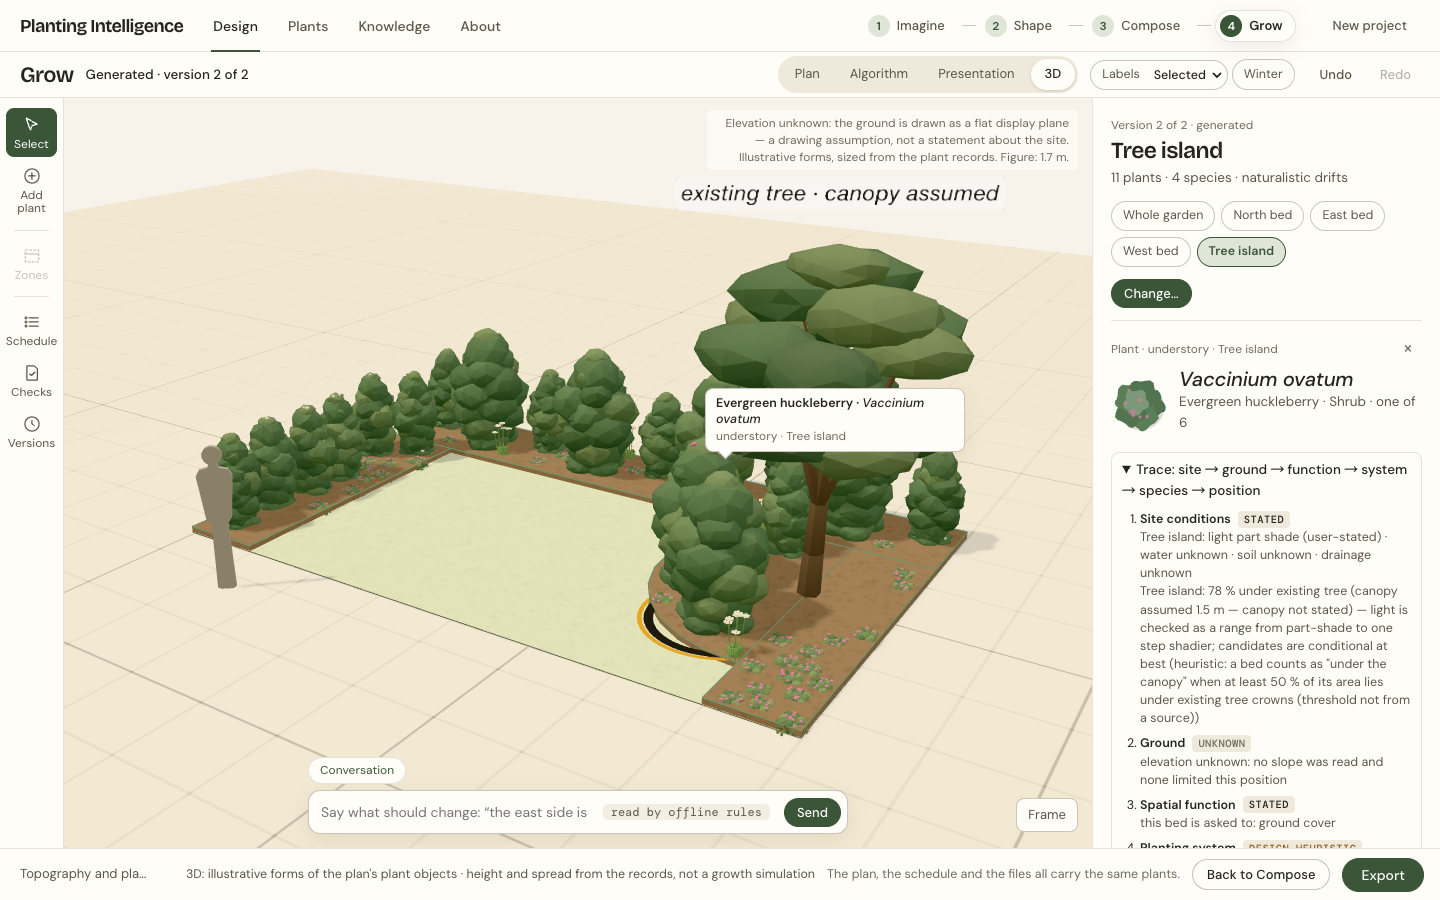 Planting Intelligence Design Plants Knowledge About 1 Imagine 2 Shape 3 Compose 4 Grow New project
Grow Generated · version 2 of 2 Plan Algorithm Presentation 3D Labels Selected Winter Undo Redo
Select
Add
plant
Zones
Schedule
Checks
Versions
Elevation unknown: the ground is drawn as a flat display plane
— a drawing assumption, not a statement about the site.
Illustrative forms, sized from the plant records. Figure: 1.7 m.
existing tree · canopy assumed
Evergreen huckleberry · Vaccinium
ovatum
understory · Tree island
Conversation
Say what should change: “the east side is read by offline rules Send
Frame
Version 2 of 2 · generated
Tree island
11 plants · 4 species · naturalistic drifts
Whole garden North bed East bed
West bed Tree island
Change…
Plant · understory · Tree island ×
Vaccinium ovatum
Evergreen huckleberry · Shrub · one of
6
▼ Trace: site → ground → function → system
→ species → position
1. Site conditions STATED
Tree island: light part shade (user-stated) ·
water unknown · soil unknown · drainage
unknown
Tree island: 78 % under existing tree (canopy
assumed 1.5 m — canopy not stated) — light is
checked as a range from part-shade to one
step shadier; candidates are conditional at
best (heuristic: a bed counts as "under the
canopy" when at least 50 % of its area lies
under existing tree crowns (threshold not from
a source))
2. Ground UNKNOWN
elevation unknown: no slope was read and
none limited this position
3. Spatial function STATED
this bed is asked to: ground cover
4. Planting system DESIGN HEURISTIC
Topography and pla… 3D: illustrative forms of the plan's plant objects · height and spread from the records, not a growth simulation The plan, the schedule and the files all carry the same plants. Back to Compose Export